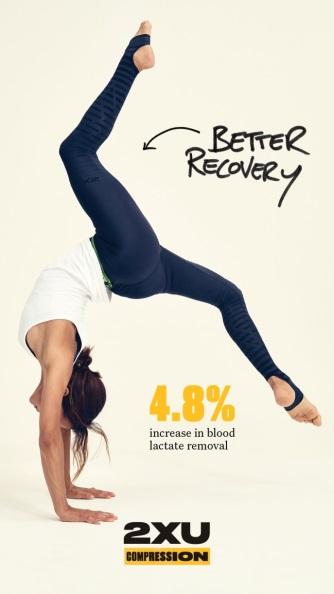 BETTER
RECOVERY
4.8%
increase in blood
lactate removal
2XU
COMPRESSION